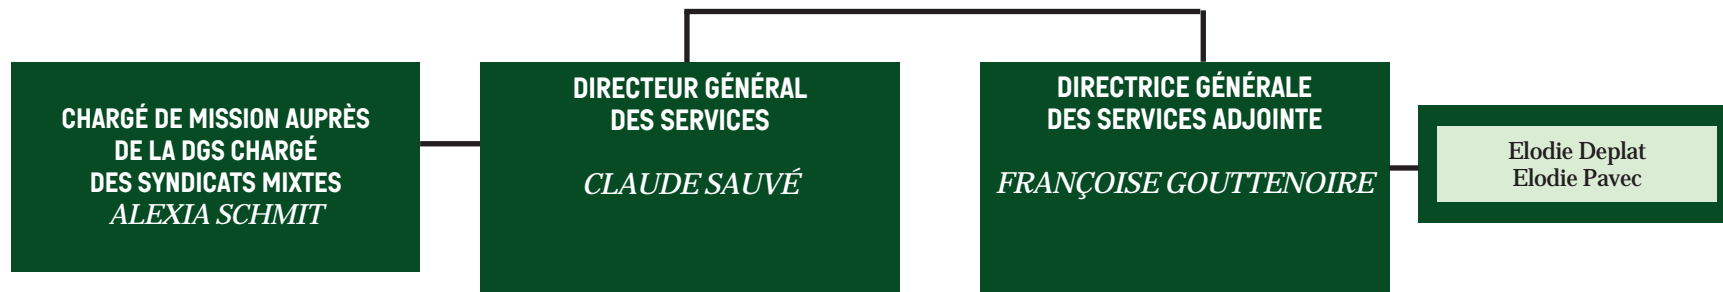 CHARGÉ DE MISSION AUPRÈS
DE LA DGS CHARGÉ
DES SYNDICATS MIXTES
ALEXIA SCHMIT
DIRECTEUR GÉNÉRAL
DES SERVICES
CLAUDE SAUVÉ
DIRECTRICE GÉNÉRALE
DES SERVICES ADJOINTE
FRANÇOISE GOUTTENOIRE
Elodie Deplat
Elodie Pavec